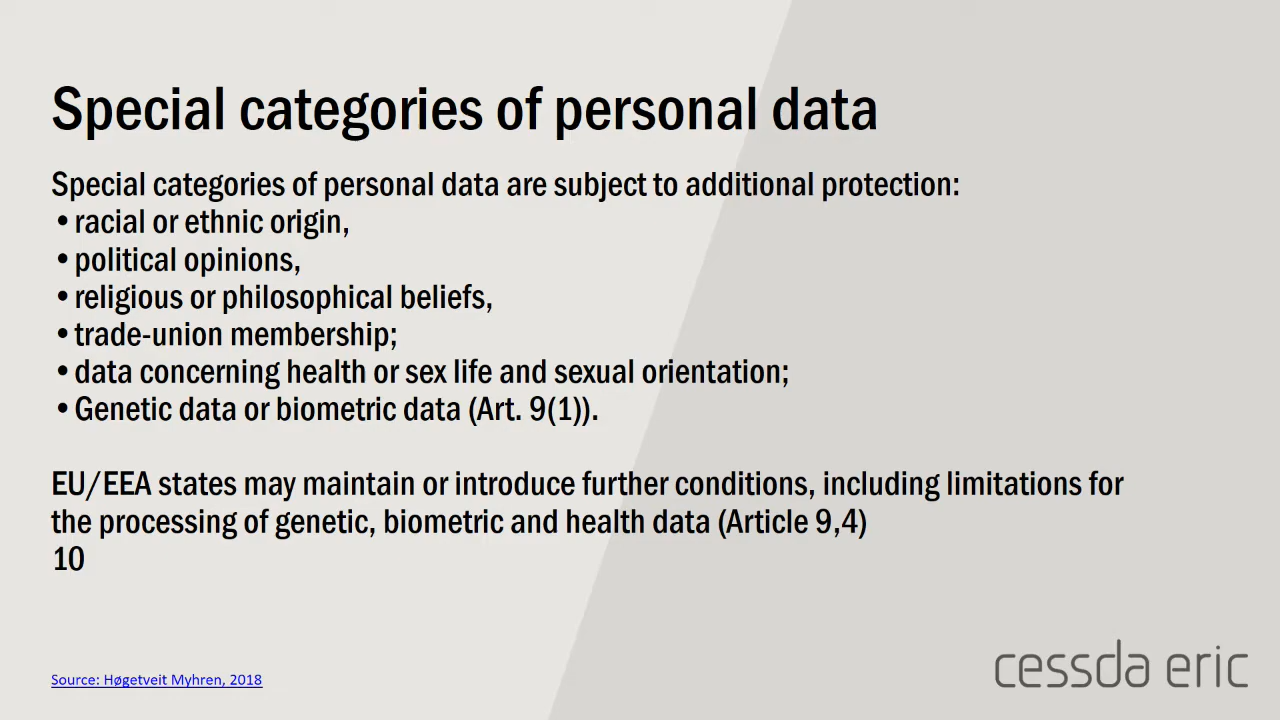 Special categories of personal data
Special categories of personal data are subject to additional protection:
• racial or ethnic origin,
• political opinions,
• religious or philosophical beliefs,
• trade-union membership;
• data concerning health or sex life and sexual orientation;
• Genetic data or biometric data (Art. 9(1)).
EU/EEA states may maintain or introduce further conditions, including limitations for
the processing of genetic, biometric and health data (Article 9,4)
10
Source: Høgetveit Myhren, 2018
cessda eric